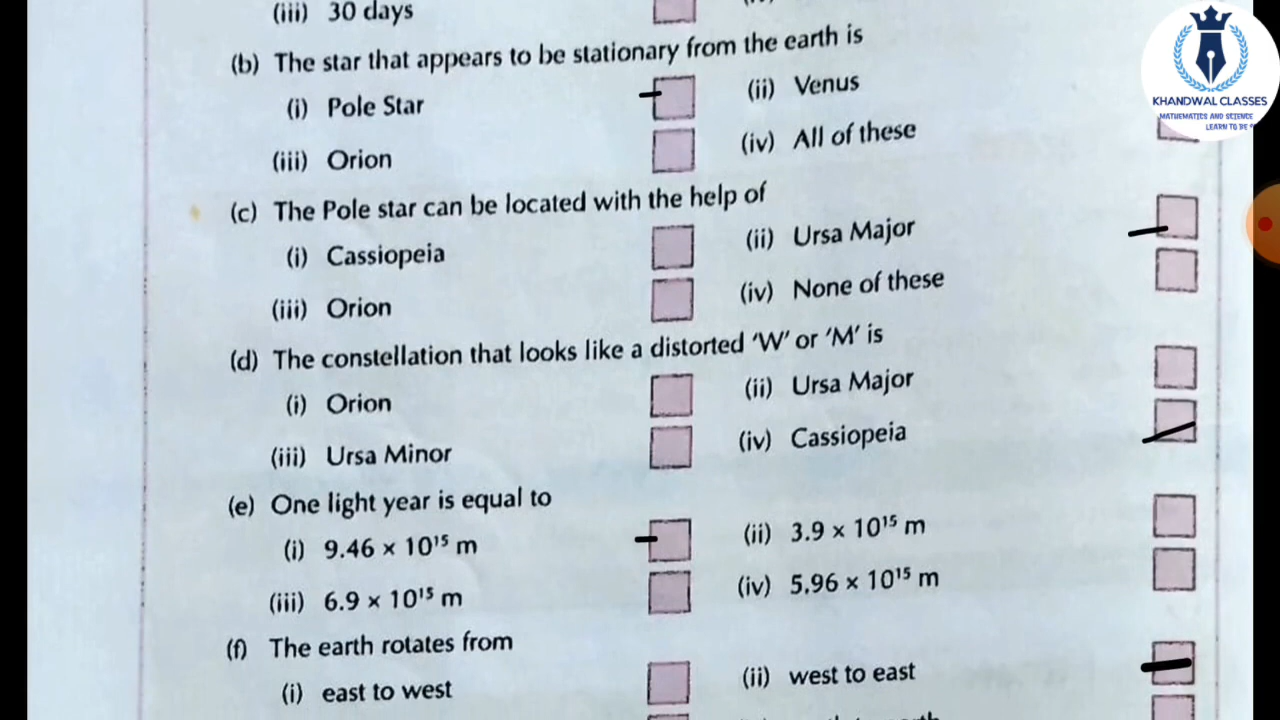 (iii) 30 days
(b) The star that appears to be stationary from the earth is
(i) Pole Star (ii) Venus
(iii) Orion (iv) All of these
(c) The Pole star can be located with the help of
(i) Cassiopeia (ii) Ursa Major
(iii) Orion (iv) None of these
(d) The constellation that looks like a distorted 'W' or 'M' is
(i) Orion (ii) Ursa Major
(iii) Ursa Minor (iv) Cassiopeia
(e) One light year is equal to
(i) 9.46 × 10¹⁵ m (ii) 3.9 × 10¹⁵ m
(iii) 6.9 × 10¹⁵ m (iv) 5.96 × 10¹⁵ m
(f) The earth rotates from
(i) east to west (ii) west to east
KHANDWAL CLASSES
MATHEMATICS AND SCIENCE
LEARN TO BE